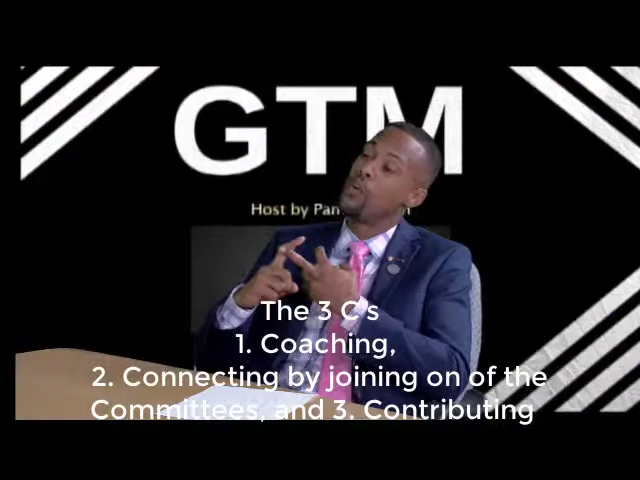 GTM
Host by
The 3 C's
1. Coaching,
2. Connecting by joining on of the
Committees, and 3. Contributing